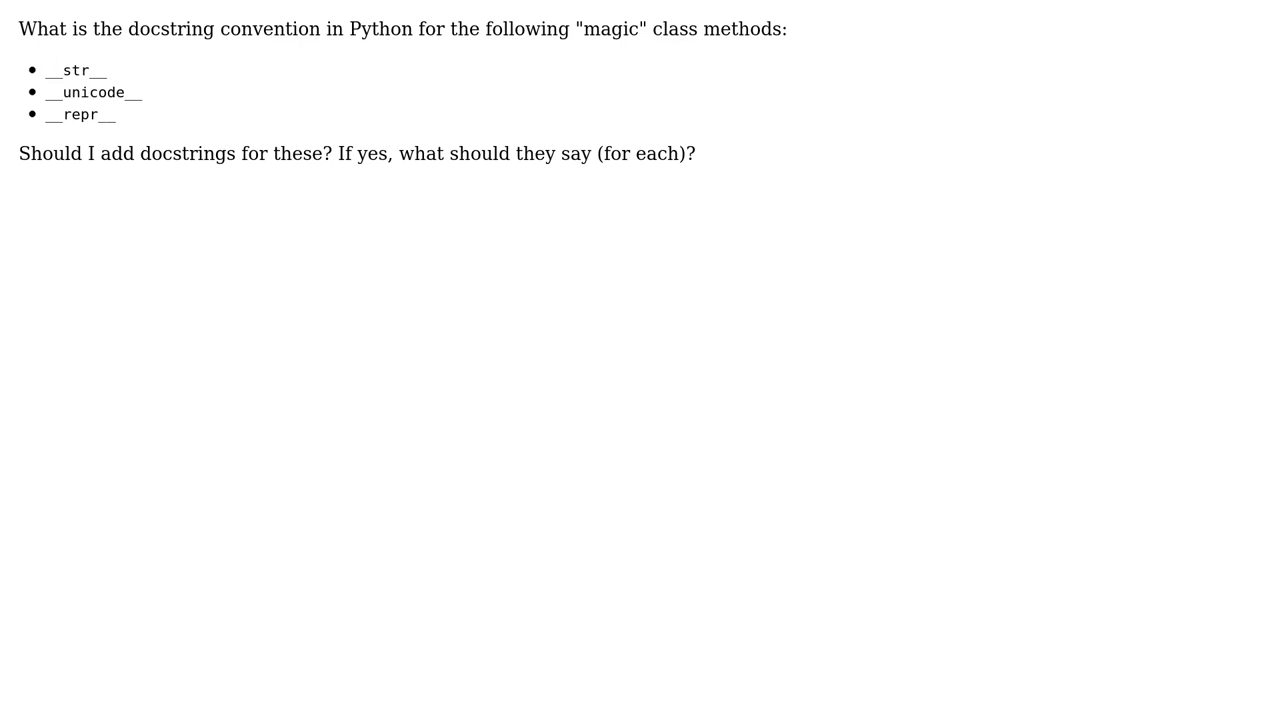 What is the docstring convention in Python for the following "magic" class methods:
• __str__
• __unicode__
• __repr__
Should I add docstrings for these? If yes, what should they say (for each)?